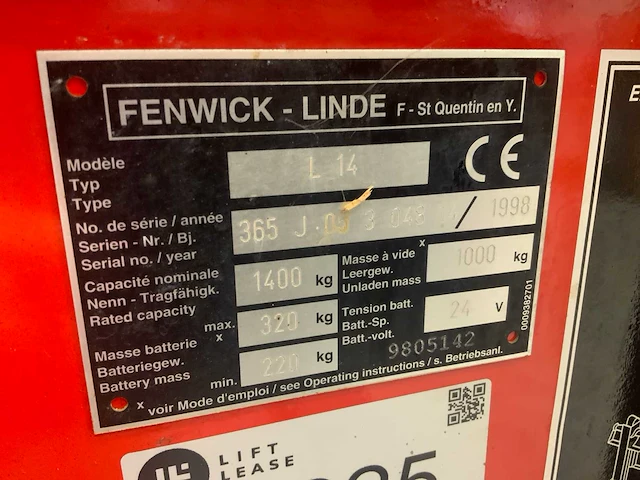 FENWICK - LINDE F - St Quentin en Y.
Modèle
Typ
Type
L 14
CE
No. de série / année
Serien - Nr. / Bj.
Serial no. / year
365 J / 1998
Capacité nominale
Nenn - Tragfähigk.
Rated capacity
1400 kg
Masse à vide x
Leergew.
Unladen mass
1000 kg
Masse batterie x
Batteriegew.
Battery mass
max. 320 kg
min. 220 kg
Tension batt.
Batt.-Sp.
Batt.-volt.
24 V
9805142
0009382701
x voir Mode d'emploi / see Operating instructions / s. Betriebsanl.
LIFT
LEASE